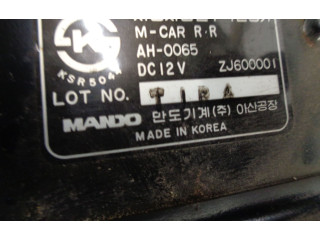 M-CAR R·R
AH-0065
KSR5044
DC12V ZJ600001
LOT NO. TIRA
MANDO 만도기계(주) 아산공장
MADE IN KOREA